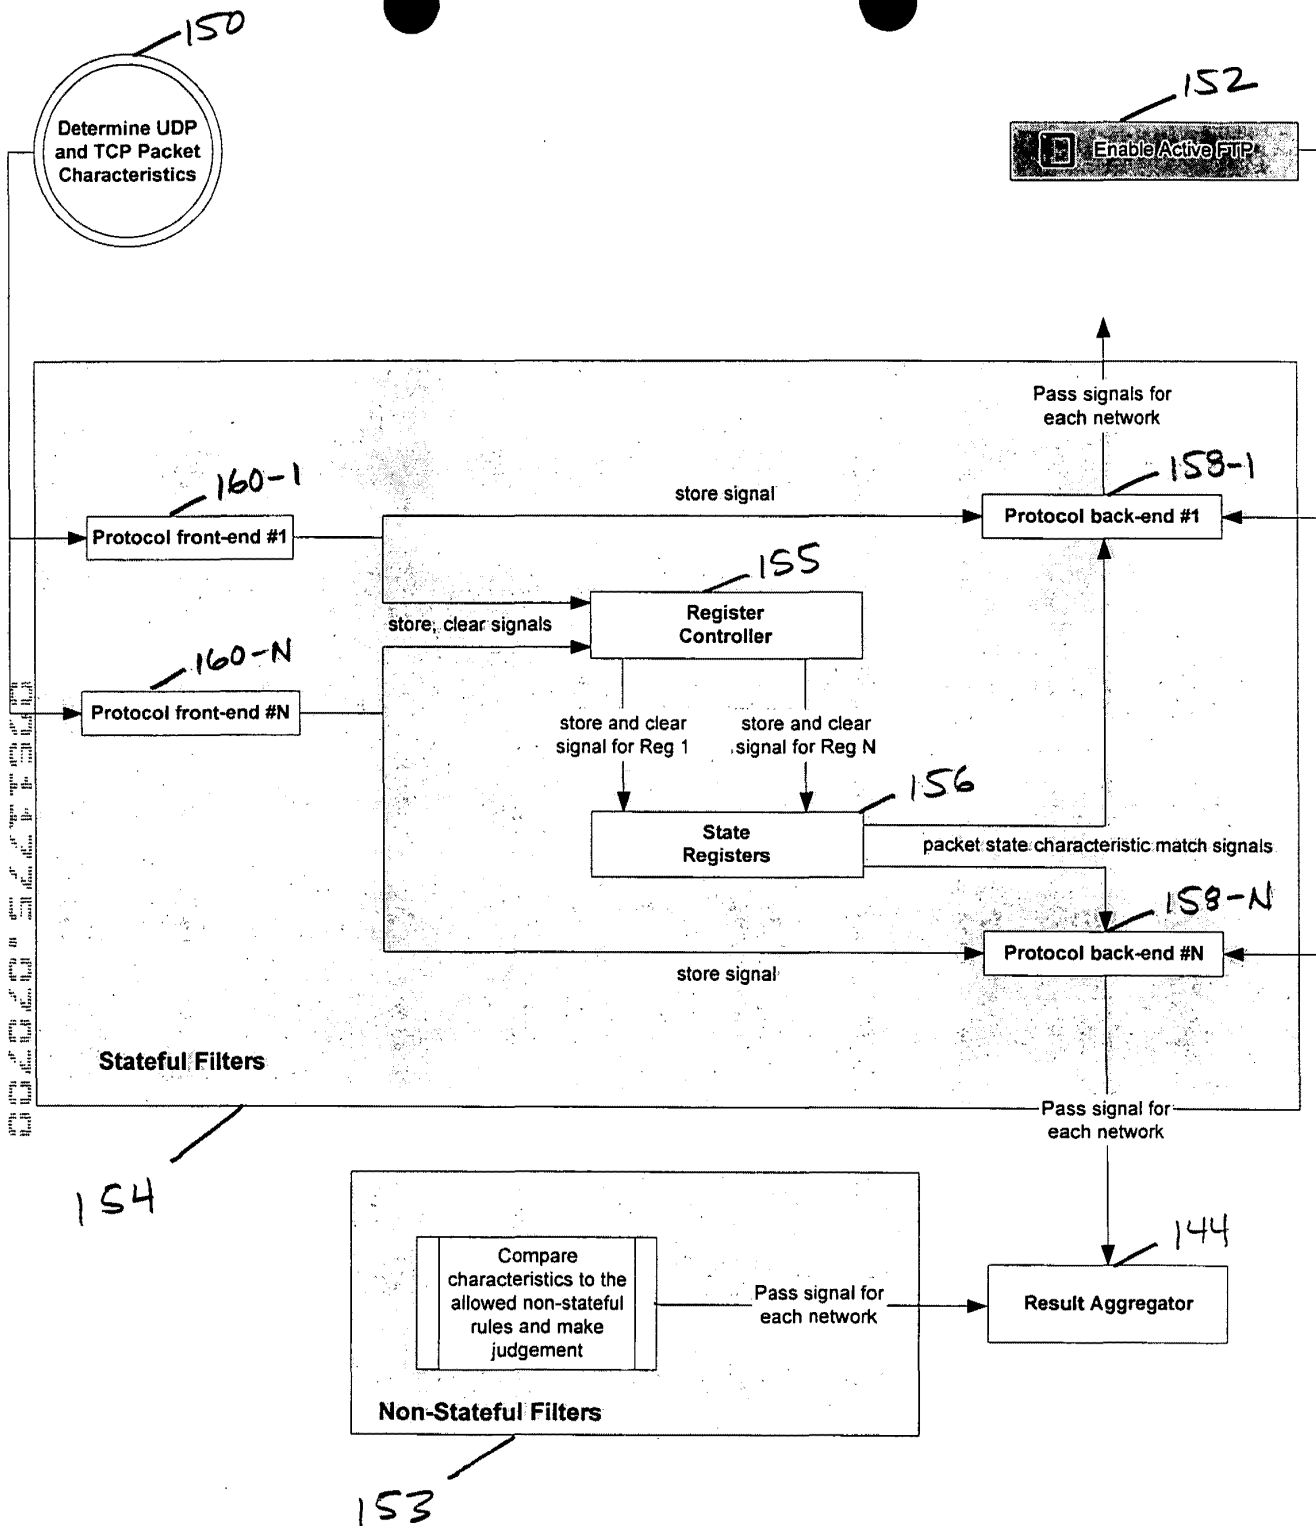 150
152
Determine UDP
and TCP Packet
Characteristics
Enable Active FTP
Pass signals for
each network
160-1
158-1
store signal
Protocol front-end #1
Protocol back-end #1
155
Register
Controller
store, clear signals
160-N
Protocol front-end #N
store and clear
signal for Reg 1
store and clear
signal for Reg N
156
State
Registers
packet state characteristic match signals
158-N
Protocol back-end #N
store signal
Stateful Filters
154
Pass signal for
each network
144
Compare
characteristics to the
allowed non-stateful
rules and make
judgement
Pass signal for
each network
Result Aggregator
Non-Stateful Filters
153